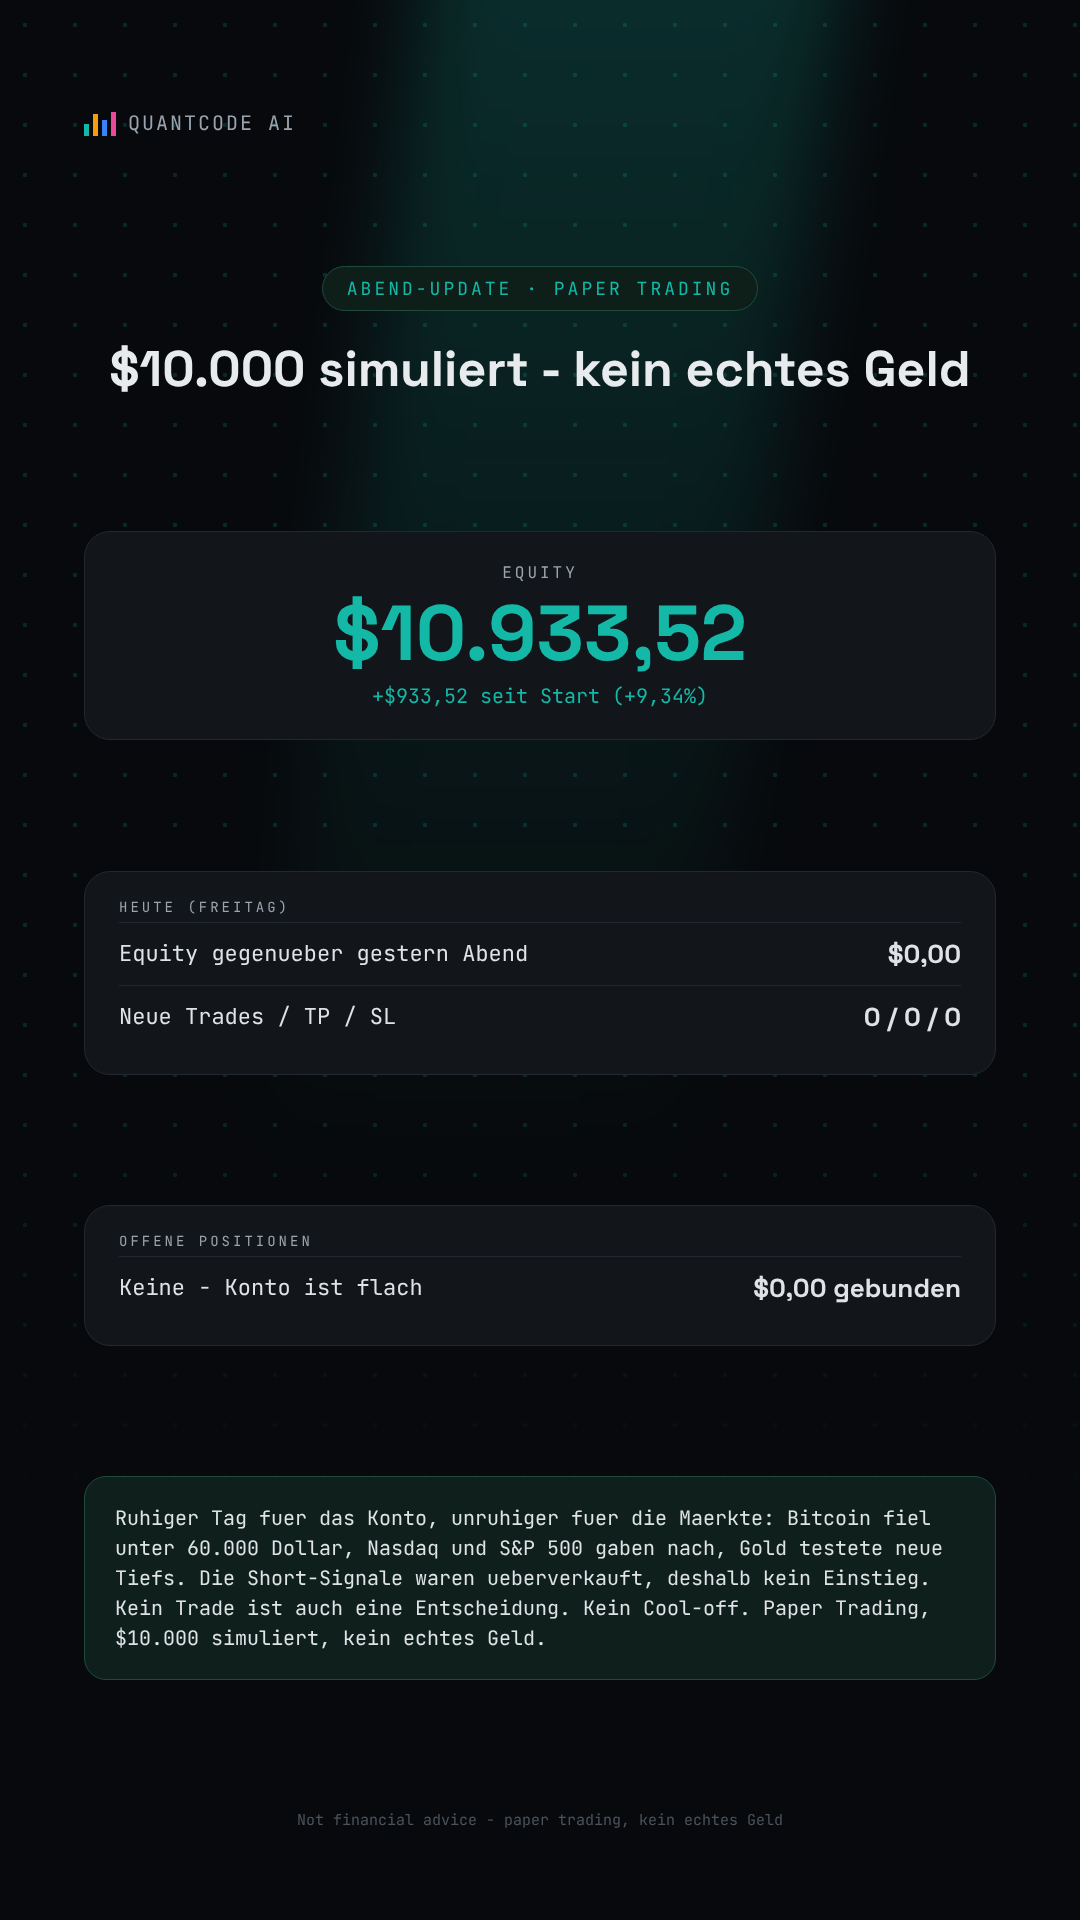 QUANTCODE AI
ABEND-UPDATE · PAPER TRADING
$10.000 simuliert - kein echtes Geld
EQUITY
$10.933,52
+$933,52 seit Start (+9,34%)
HEUTE (FREITAG)
Equity gegenueber gestern Abend $0,00
Neue Trades / TP / SL 0 / 0 / 0
OFFENE POSITIONEN
Keine - Konto ist flach $0,00 gebunden
Ruhiger Tag fuer das Konto, unruhiger fuer die Maerkte: Bitcoin fiel
unter 60.000 Dollar, Nasdaq und S&P 500 gaben nach, Gold testete neue
Tiefs. Die Short-Signale waren ueberverkauft, deshalb kein Einstieg.
Kein Trade ist auch eine Entscheidung. Kein Cool-off. Paper Trading,
$10.000 simuliert, kein echtes Geld.
Not financial advice - paper trading, kein echtes Geld